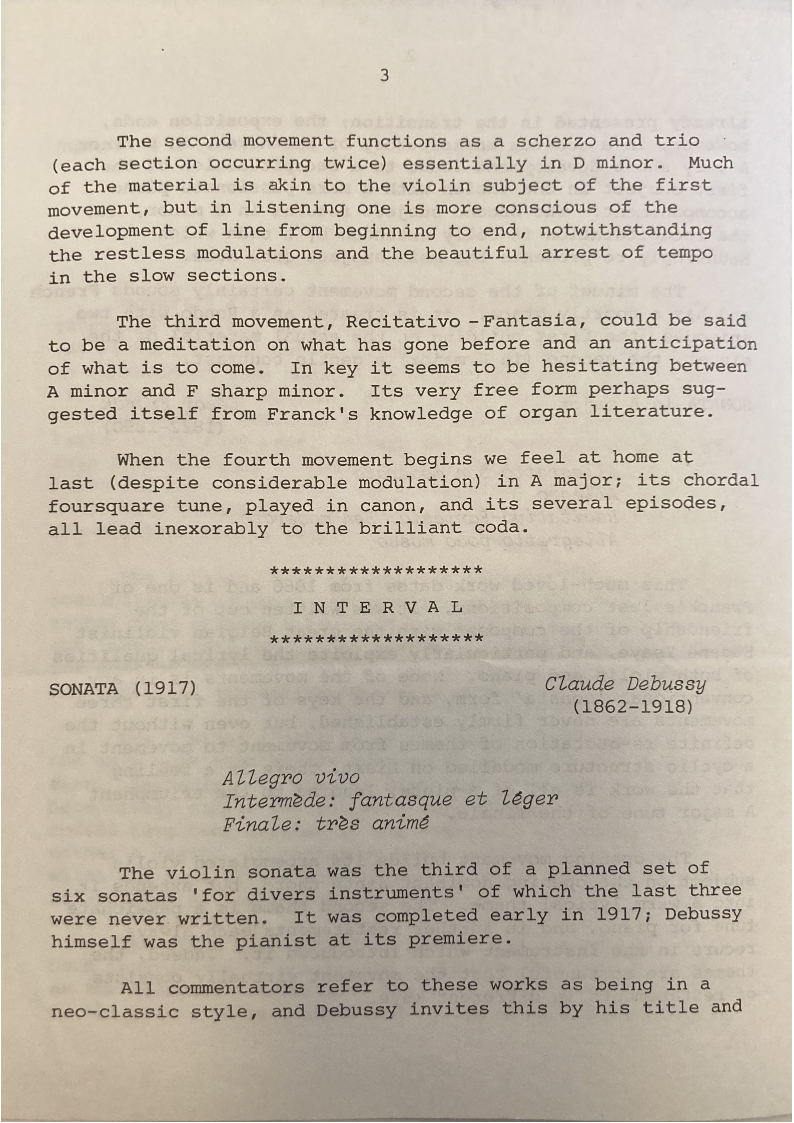 3
The second movement functions as a scherzo and trio
(each section occurring twice) essentially in D minor. Much
of the material is akin to the violin subject of the first
movement, but in listening one is more conscious of the
development of line from beginning to end, notwithstanding
the restless modulations and the beautiful arrest of tempo
in the slow sections.
The third movement, Recitativo - Fantasia, could be said
to be a meditation on what has gone before and an anticipation
of what is to come. In key it seems to be hesitating between
A minor and F sharp minor. Its very free form perhaps sug-
gested itself from Franck's knowledge of organ literature.
When the fourth movement begins we feel at home at
last (despite considerable modulation) in A major; its chordal
foursquare tune, played in canon, and its several episodes,
all lead inexorably to the brilliant coda.
*******************
I N T E R V A L
*******************
SONATA (1917) Claude Debussy
(1862-1918)
Allegro vivo
Intermède: fantasque et léger
Finale: très animé
The violin sonata was the third of a planned set of
six sonatas 'for divers instruments' of which the last three
were never written. It was completed early in 1917; Debussy
himself was the pianist at its premiere.
All commentators refer to these works as being in a
neo-classic style, and Debussy invites this by his title and